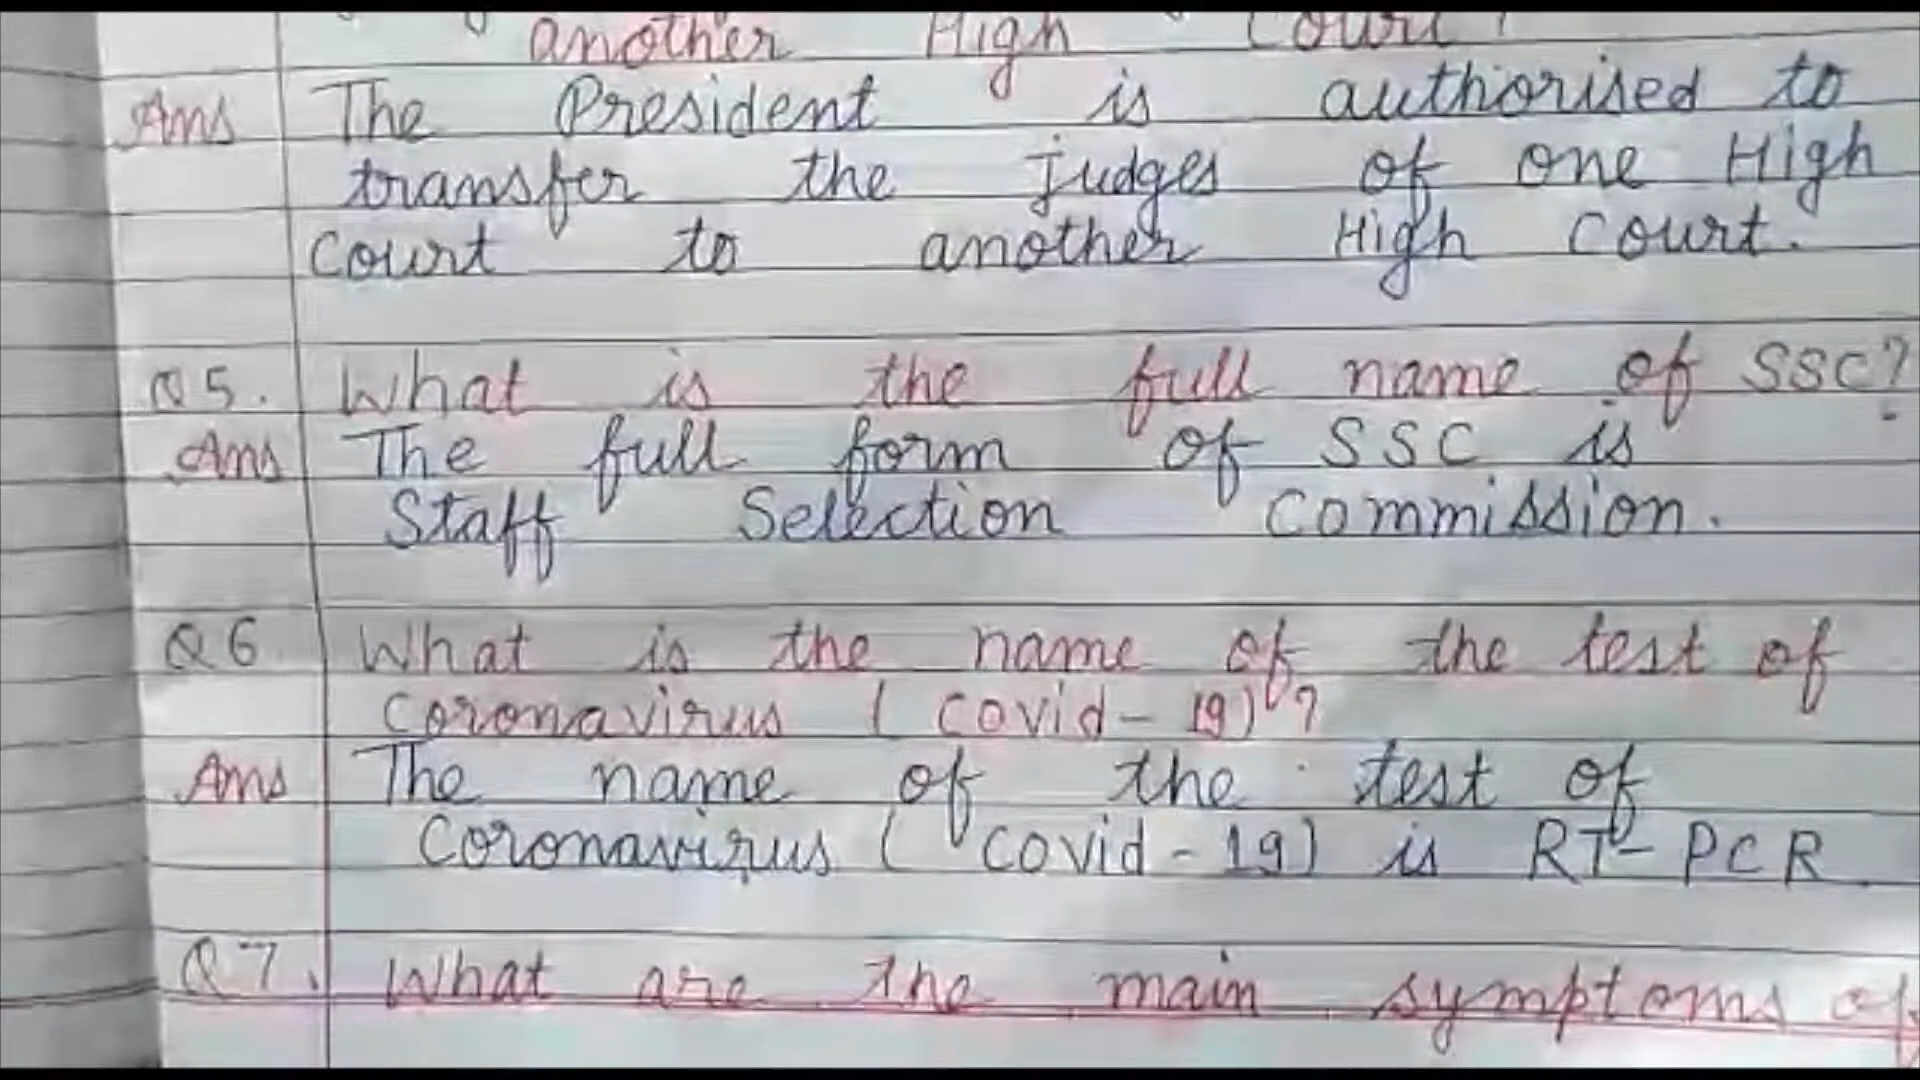 another High Court?
Ans The President is authorised to
transfer the judges of one High
Court to another High Court.
Q5. What is the full name of SSC?
Ans The full form of SSC is
Staff Selection Commission.
Q6 What is the name of the test of
coronavirus (covid-19)?
Ans The name of the test of
Coronavirus (covid-19) is RT-PCR.
Q7. What are the main symptoms of